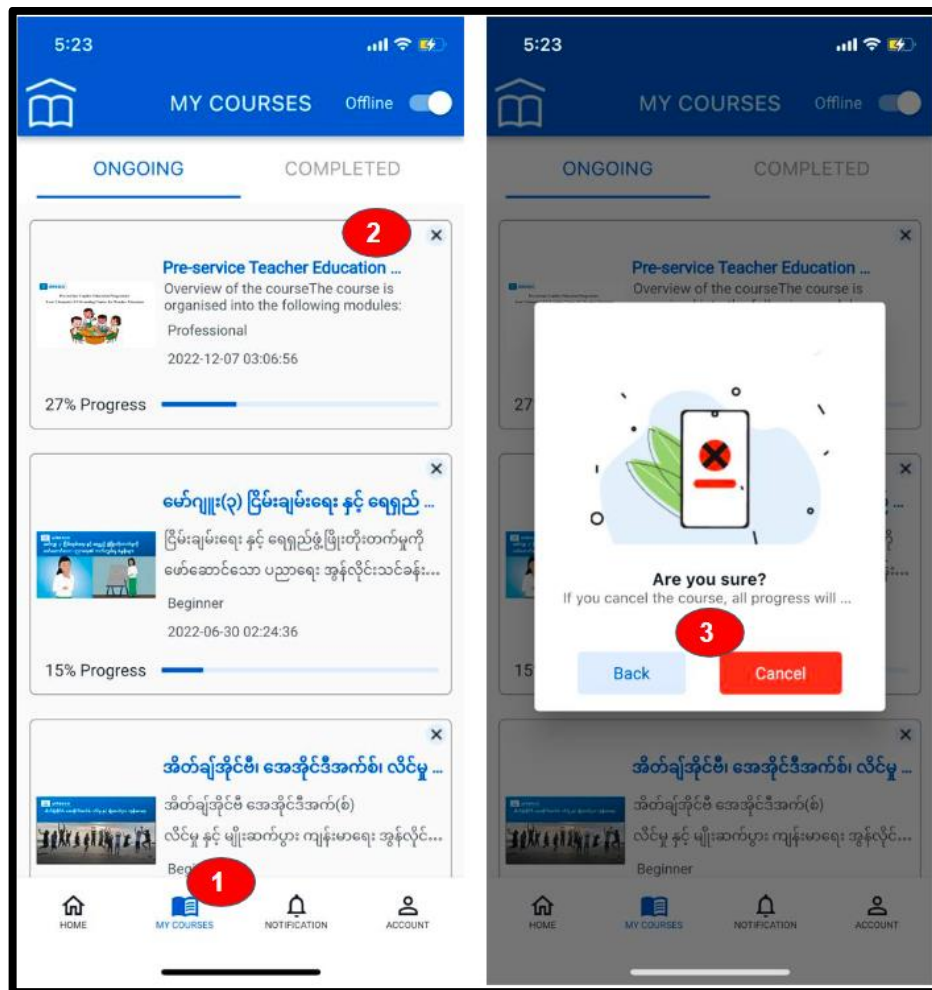 5:23
MY COURSES
Offline
ONGOING
COMPLETED
2
Pre-service Teacher Education ...
Overview of the courseThe course is
organised into the following modules:
Professional
2022-12-07 03:06:56
27% Progress
မော်ဂျူး(၃) ငြိမ်းချမ်းရေး နှင့် ရေရှည် ...
ငြိမ်းချမ်းရေး နှင့် ရေရှည်ဖွံ့ဖြိုးတိုးတက်မှုကို
ဖော်ဆောင်သော ပညာရေး အွန်လိုင်းသင်ခန်း...
Beginner
2022-06-30 02:24:36
15% Progress
အိတ်ချ်အိုင်ဗီ၊ အေအိုင်ဒီအက်စ်၊ လိင်မှု ...
အိတ်ချ်အိုင်ဗီ အေအိုင်ဒီအက်(စ်)
လိင်မှု နှင့် မျိုးဆက်ပွား ကျန်းမာရေး အွန်လိုင်...
1
HOME
MY COURSES
NOTIFICATION
ACCOUNT
5:23
MY COURSES
Offline
ONGOING
COMPLETED
Pre-service Teacher Education ...
Overview of the courseThe course is
27
Are you sure?
If you cancel the course, all progress will ...
3
Back
Cancel
15
အိတ်ချ်အိုင်ဗီ၊ အေအိုင်ဒီအက်စ်၊ လိင်မှု ...
အိတ်ချ်အိုင်ဗီ အေအိုင်ဒီအက်(စ်)
လိင်မှု နှင့် မျိုးဆက်ပွား ကျန်းမာရေး အွန်လိုင်...
Beginner
HOME
MY COURSES
NOTIFICATION
ACCOUNT